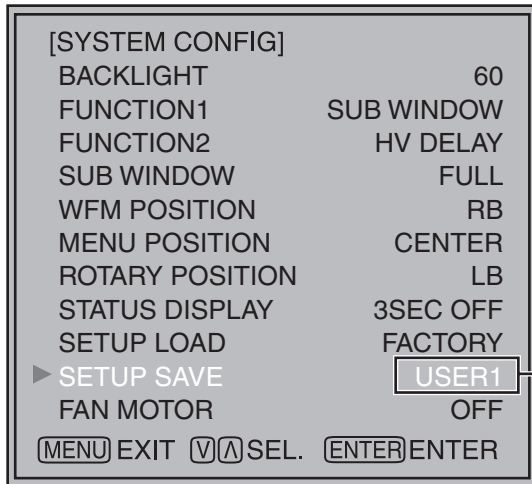 [SYSTEM CONFIG]
BACKLIGHT 60
FUNCTION1 SUB WINDOW
FUNCTION2 HV DELAY
SUB WINDOW FULL
WFM POSITION RB
MENU POSITION CENTER
ROTARY POSITION LB
STATUS DISPLAY 3SEC OFF
SETUP LOAD FACTORY
SETUP SAVE USER1
FAN MOTOR OFF
MENU EXIT V Λ SEL. ENTER ENTER